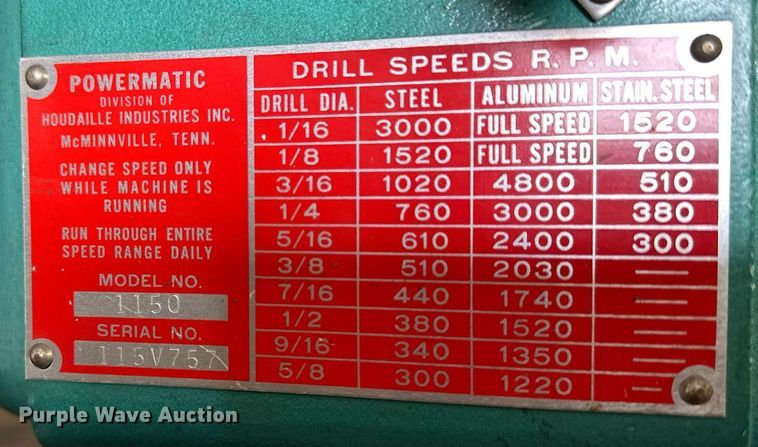 POWERMATIC
DIVISION OF
HOUDAILLE INDUSTRIES INC.
McMINNVILLE, TENN.
CHANGE SPEED ONLY
WHILE MACHINE IS
RUNNING
RUN THROUGH ENTIRE
SPEED RANGE DAILY
MODEL NO.
1150
SERIAL NO.
115V757
DRILL SPEEDS R.P.M.
DRILL DIA. STEEL ALUMINUM STAIN. STEEL
1/16 3000 FULL SPEED 1520
1/8 1520 FULL SPEED 760
3/16 1020 4800 510
1/4 760 3000 380
5/16 610 2400 300
3/8 510 2030 —
7/16 440 1740 —
1/2 380 1520 —
9/16 340 1350 —
5/8 300 1220 —
Purple Wave Auction